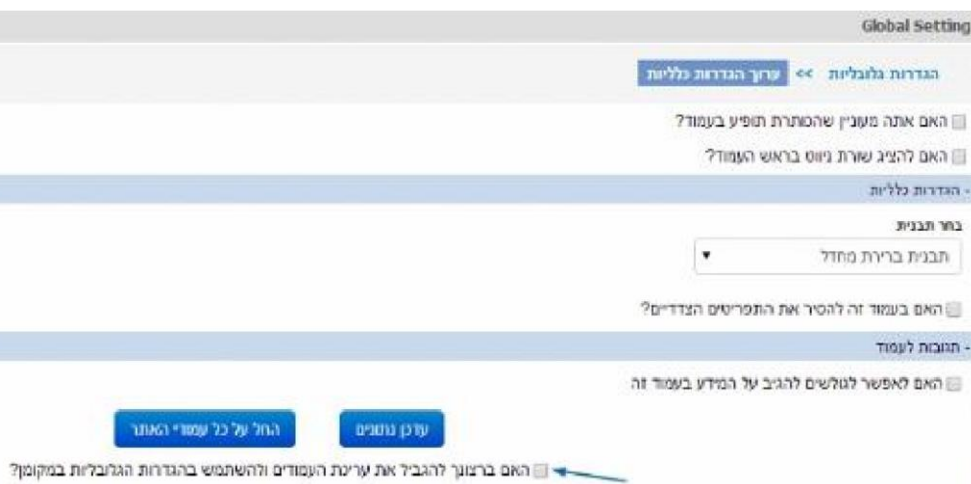 Global Setting
הגדרות גלובליות >> ערוך הגדרות כלליות
האם אתה מעוניין שהכותרת תופיע בעמוד?
האם להציג שורת ניווט בראש העמוד?
- הגדרות כלליות
בחר תבנית
תבנית ברירת מחדל
האם בעמוד זה להסיר את התפריטים הצדדיים?
- תגובות לעמוד
האם לאפשר לגולשים להגיב על המידע בעמוד זה
עדכן נתונים
החל על כל עמודי האתר
האם ברצונך להגביל את עריכת העמודים ולהשתמש בהגדרות הגלובליות במקומן?